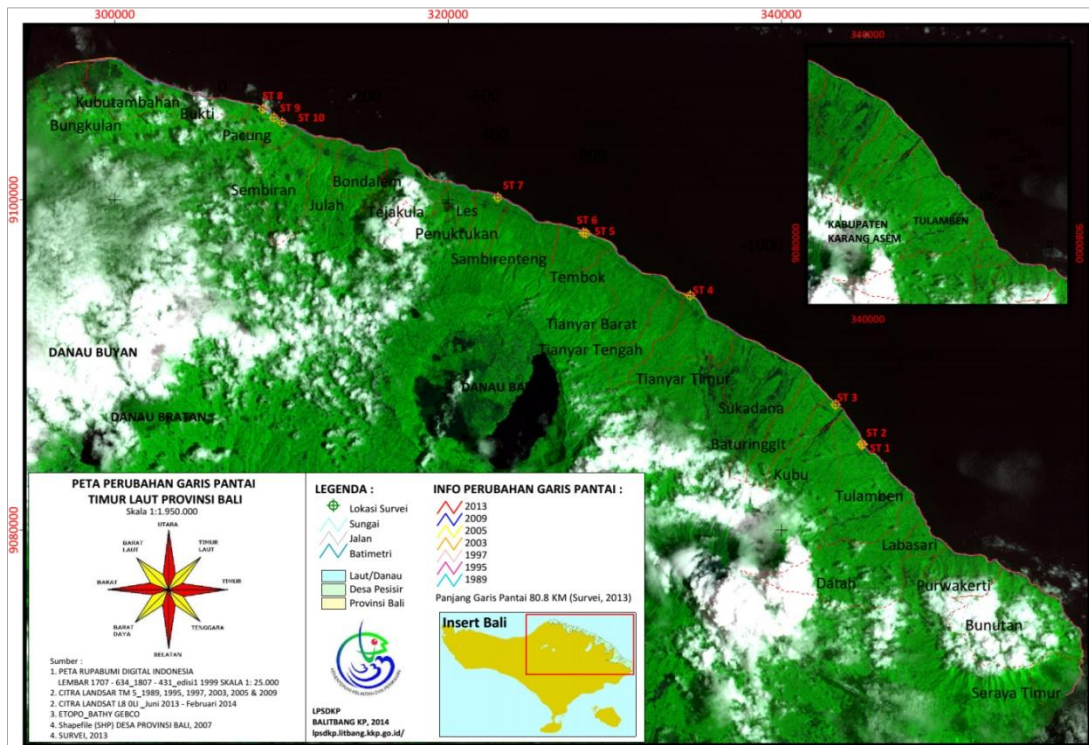 300000
320000
340000
340000
ST 8
ST 9
ST 10
Kubutambahan
Bungkulan
Bukti
Pacung
Sembiran
Julah
Bondalem
Tejakula
Les
Penuktukan
Sambirenteng
Tembok
ST 7
ST 6
ST 5
ST 4
-600
-800
-1000
9100000
KABUPATEN
KARANG ASEM
TULAMBEN
9080000
9080000
340000
Tianyar Barat
Tianyar Tengah
Tianyar Timur
Sukadana
Baturinggit
Kubu
Tulamben
Labasari
Datah
Purwakerti
Bunutan
Seraya Timur
ST 3
ST 2
ST 1
DANAU BUYAN
DANAU BRATAN
DANAU
9080000
PETA PERUBAHAN GARIS PANTAI
TIMUR LAUT PROVINSI BALI
Skala 1:1.950.000
UTARA
BARAT
LAUT
TIMUR
LAUT
BARAT
TIMUR
BARAT
DAYA
TENGGARA
SELATAN
Sumber :
1. PETA RUPABUMI DIGITAL INDONESIA
LEMBAR 1707 - 634_1807 - 431_edisi1 1999 SKALA 1: 25.000
2. CITRA LANDSAR TM 5_1989, 1995, 1997, 2003, 2005 & 2009
2. CITRA LANDSAT L8 0LI _Juni 2013 - Februari 2014
3. ETOPO_BATHY GEBCO
4. Shapefile (SHP) DESA PROVINSI BALI, 2007
4. SURVEI, 2013
LEGENDA :
Lokasi Survei
Sungai
Jalan
Batimetri
Laut/Danau
Desa Pesisir
Provinsi Bali
INFO PERUBAHAN GARIS PANTAI :
2013
2009
2005
2003
1997
1995
1989
Panjang Garis Pantai 80.8 KM (Survei, 2013)
Insert Bali
LPSDKP
BALITBANG KP, 2014
lpsdkp.litbang.kkp.go.id/